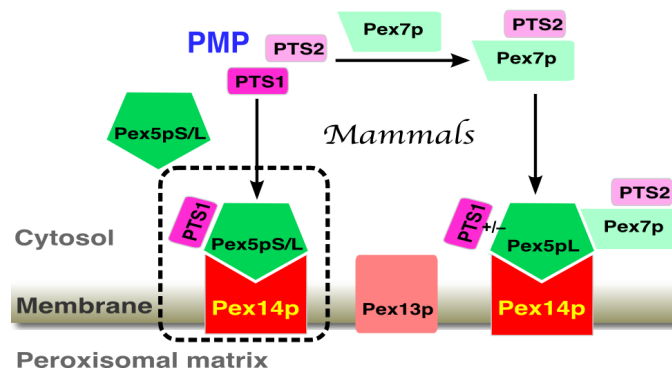 PMP
PTS2
PTS1
Pex7p
PTS2
Pex7p
Pex5pS/L
Mammals
PTS1
Pex5pS/L
PTS1
+/−
Pex5pL
PTS2
Pex7p
Cytosol
Membrane
Pex14p
Pex13p
Pex14p
Peroxisomal matrix